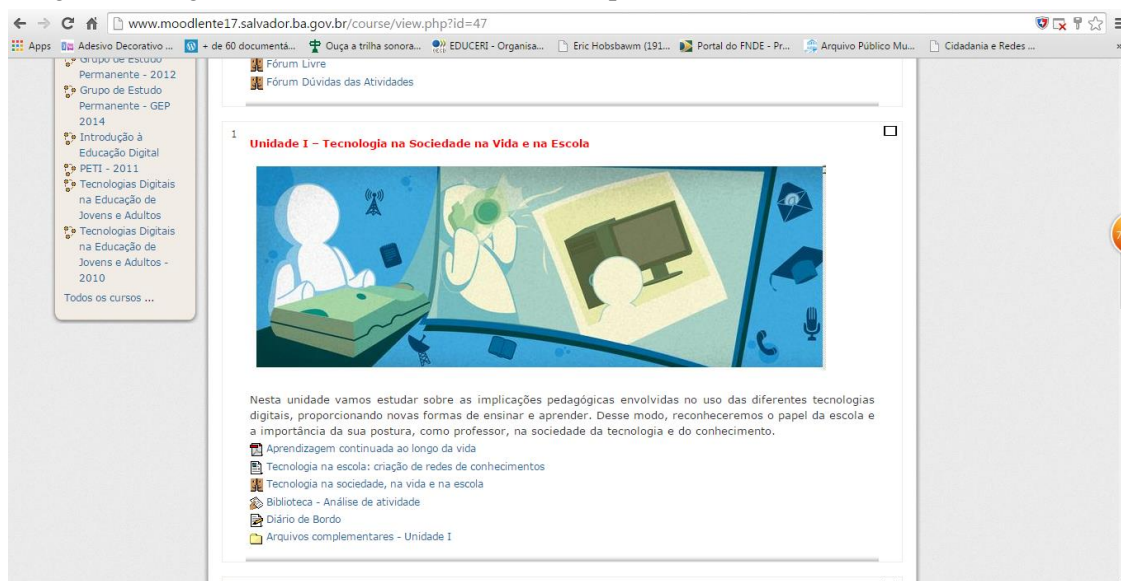 www.moodlente17.salvador.ba.gov.br/course/view.php?id=47
Apps Adesivo Decorativo ... + de 60 documentá... Ouça a trilha sonora... EDUCERI - Organisa... Eric Hobsbawm (191... Portal do FNDE - Pr... Arquivo Público Mu... Cidadania e Redes ...
Grupo de Estudo
Permanente - 2012
Grupo de Estudo
Permanente - GEP
2014
Introdução à
Educação Digital
PETI - 2011
Tecnologias Digitais
na Educação de
Jovens e Adultos
Tecnologias Digitais
na Educação de
Jovens e Adultos -
2010
Todos os cursos ...
Fórum Livre
Fórum Dúvidas das Atividades
1
Unidade I – Tecnologia na Sociedade na Vida e na Escola
Nesta unidade vamos estudar sobre as implicações pedagógicas envolvidas no uso das diferentes tecnologias
digitais, proporcionando novas formas de ensinar e aprender. Desse modo, reconheceremos o papel da escola e
a importância da sua postura, como professor, na sociedade da tecnologia e do conhecimento.
Aprendizagem continuada ao longo da vida
Tecnologia na escola: criação de redes de conhecimentos
Tecnologia na sociedade, na vida e na escola
Biblioteca - Análise de atividade
Diário de Bordo
Arquivos complementares - Unidade I